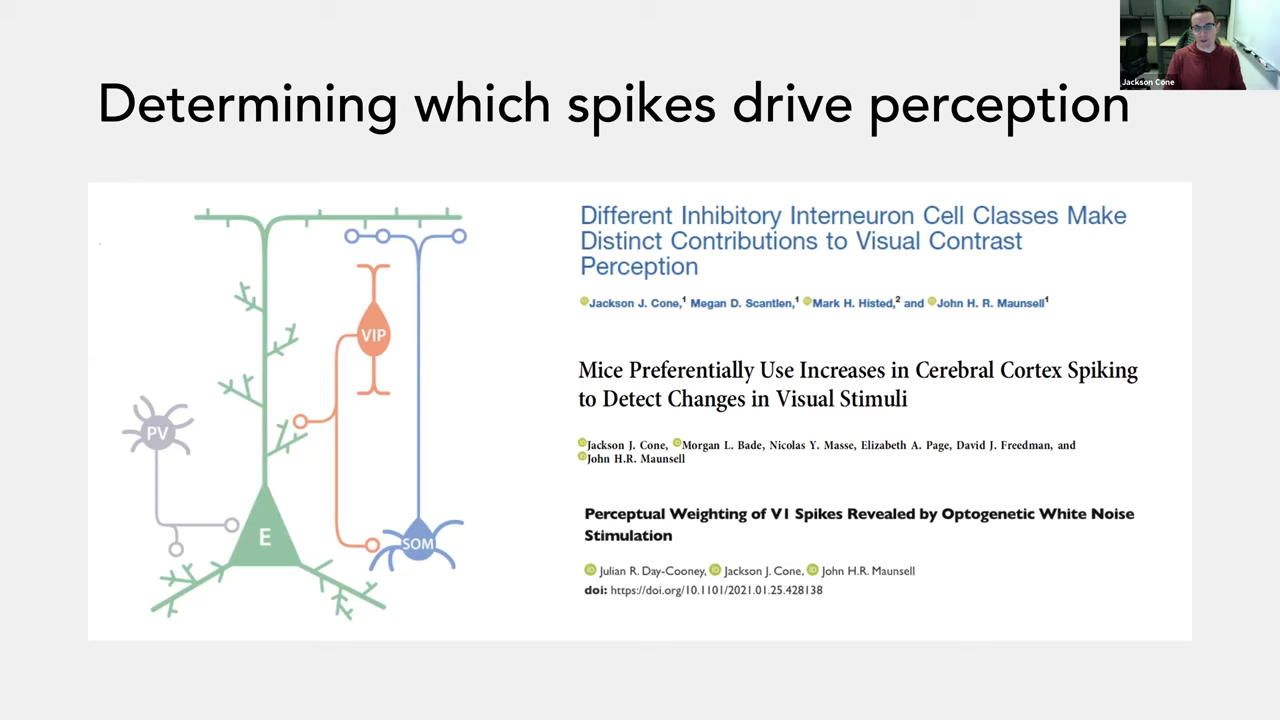 Jackson Cone
Determining which spikes drive perception
VIP
PV
E
SOM
Different Inhibitory Interneuron Cell Classes Make
Distinct Contributions to Visual Contrast
Perception
Jackson J. Cone,1 Megan D. Scantlen,1 Mark H. Histed,2 and John H. R. Maunsell1
Mice Preferentially Use Increases in Cerebral Cortex Spiking
to Detect Changes in Visual Stimuli
Jackson J. Cone, Morgan L. Bade, Nicolas Y. Masse, Elizabeth A. Page, David J. Freedman, and
John H.R. Maunsell
Perceptual Weighting of V1 Spikes Revealed by Optogenetic White Noise
Stimulation
iD Julian R. Day-Cooney, iD Jackson J. Cone, iD John H.R. Maunsell
doi: https://doi.org/10.1101/2021.01.25.428138